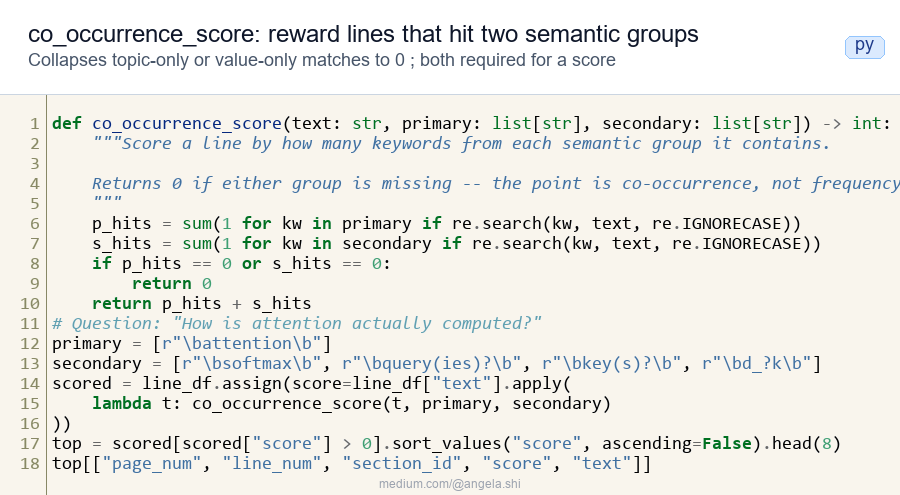 co_occurrence_score: reward lines that hit two semantic groups
Collapses topic-only or value-only matches to 0 ; both required for a score
py
1 def co_occurrence_score(text: str, primary: list[str], secondary: list[str]) -> int:
2     """Score a line by how many keywords from each semantic group it contains.
3
4     Returns 0 if either group is missing -- the point is co-occurrence, not frequency
5     """
6     p_hits = sum(1 for kw in primary if re.search(kw, text, re.IGNORECASE))
7     s_hits = sum(1 for kw in secondary if re.search(kw, text, re.IGNORECASE))
8     if p_hits == 0 or s_hits == 0:
9         return 0
10     return p_hits + s_hits
11 # Question: "How is attention actually computed?"
12 primary = [r"\battention\b"]
13 secondary = [r"\bsoftmax\b", r"\bquery(ies)?\b", r"\bkey(s)?\b", r"\bd_?k\b"]
14 scored = line_df.assign(score=line_df["text"].apply(
15     lambda t: co_occurrence_score(t, primary, secondary)
16 ))
17 top = scored[scored["score"] > 0].sort_values("score", ascending=False).head(8)
18 top[["page_num", "line_num", "section_id", "score", "text"]]
medium.com/@angela.shi